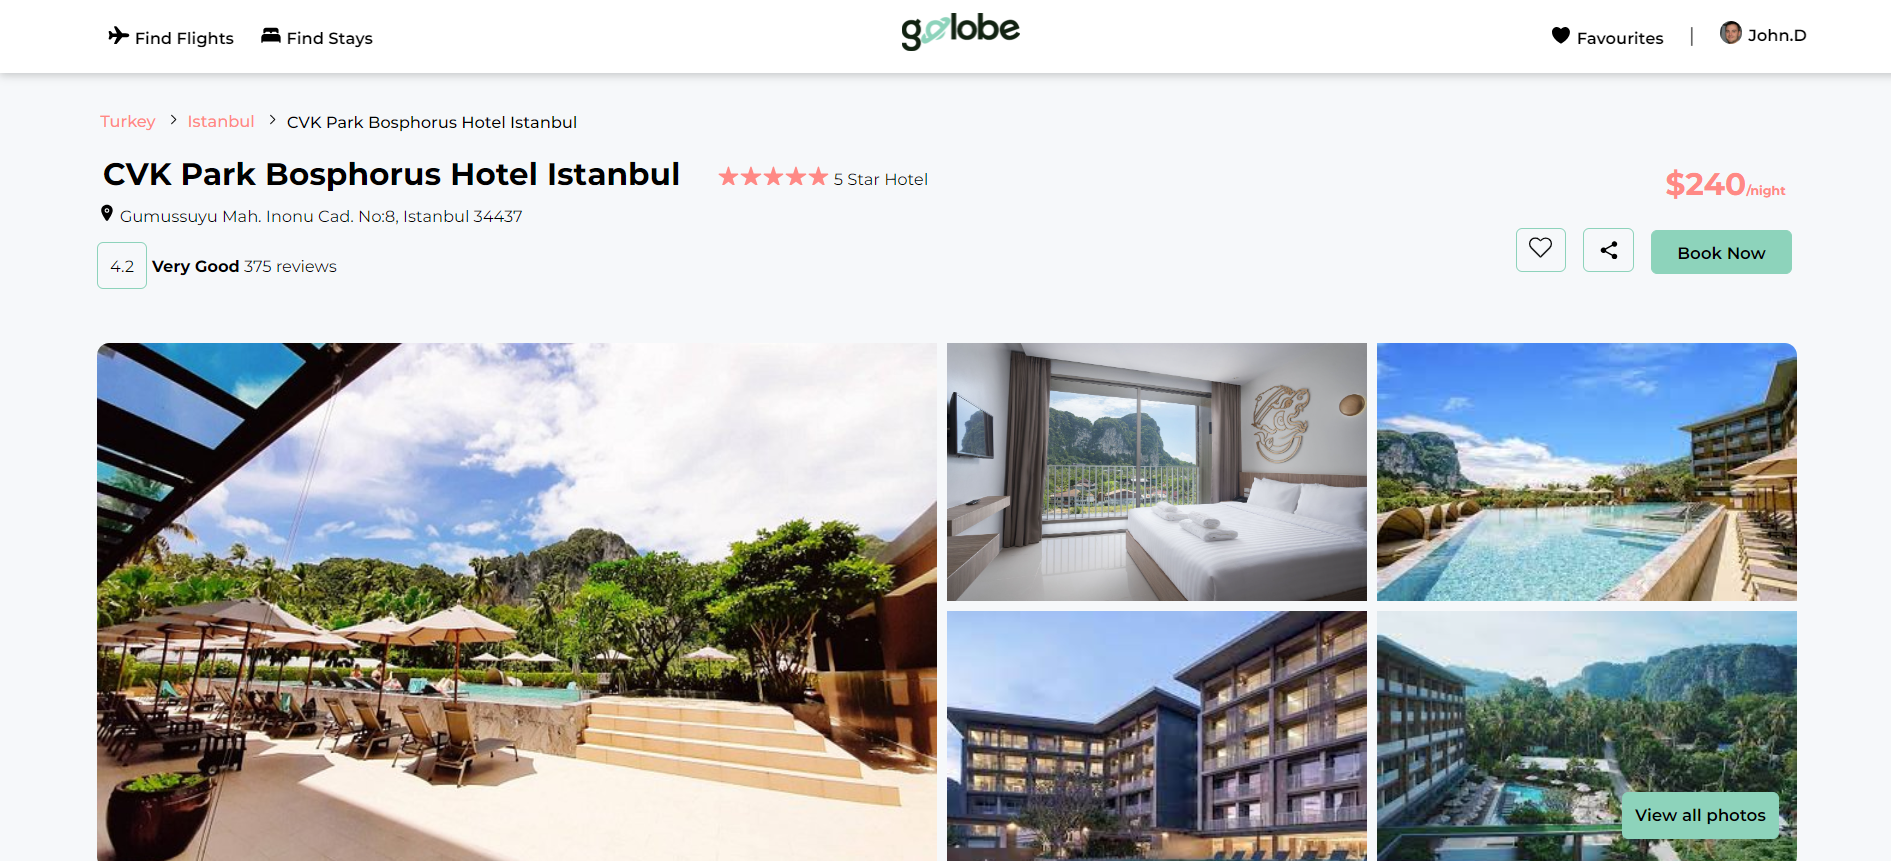 Find Flights
Find Stays
golobe
Favourites
|
John.D
Turkey > Istanbul > CVK Park Bosphorus Hotel Istanbul
CVK Park Bosphorus Hotel Istanbul
5 Star Hotel
$240/night
Gumussuyu Mah. Inonu Cad. No:8, Istanbul 34437
4.2 Very Good 375 reviews
Book Now
View all photos